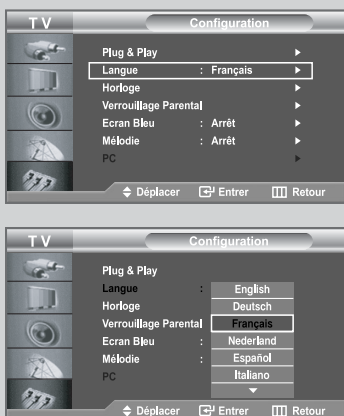 TV Configuration
Plug & Play ►
Langue : Français ►
Horloge ►
Verrouillage Parental ►
Ecran Bleu : Arrêt ►
Mélodie : Arrêt ►
PC ►
Déplacer Entrer Retour
TV Configuration
Plug & Play
Langue : English
Horloge Deutsch
Verrouillage Parental Français
Ecran Bleu : Nederland
Mélodie : Español
PC Italiano
▼
Déplacer Entrer Retour